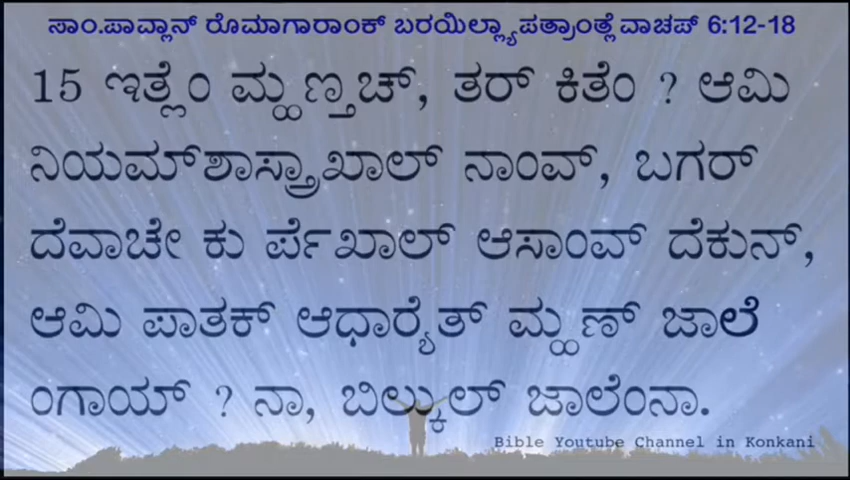 ಸಾಂ.ಪಾವ್ಲಾನ್ ರೊಮಾಗಾರಾಂಕ್ ಬರಯಿಲ್ಲ್ಯಾ ಪತ್ರಾಂತ್ಲೆ ವಾಚಪ್ 6:12-18
15 ಇತ್ಲೆಂ ಮ್ಹಣ್ತಚ್, ತರ್ ಕಿತೆಂ ? ಆಮಿ
ನಿಯಮ್‌ಶಾಸ್ತ್ರಾಖಾಲ್ ನಾಂವ್, ಬಗರ್
ದೆವಾಚೇ ಕು ರ್ಪೆಖಾಲ್ ಆಸಾಂವ್ ದೆಕುನ್,
ಆಮಿ ಪಾತಕ್ ಆಧಾರ‍್ಯೆತ್ ಮ್ಹಣ್ ಜಾಲೆ
ಂಗಾಯ್ ? ನಾ, ಬಿಲ್ಕುಲ್ ಜಾಲೆಂನಾ.
Bible Youtube Channel in Konkani